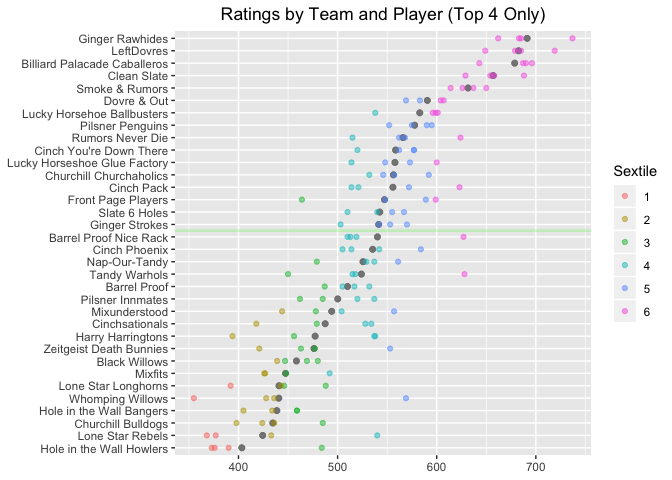 Ratings by Team and Player (Top 4 Only)
Ginger Rawhides
LeftDovres
Billiard Palacade Caballeros
Clean Slate
Smoke & Rumors
Dovre & Out
Lucky Horsehoe Ballbusters
Pilsner Penguins
Rumors Never Die
Cinch You're Down There
Lucky Horseshoe Glue Factory
Churchill Churchaholics
Cinch Pack
Front Page Players
Slate 6 Holes
Ginger Strokes
Barrel Proof Nice Rack
Cinch Phoenix
Nap-Our-Tandy
Tandy Warhols
Barrel Proof
Pilsner Innmates
Mixunderstood
Cinchsationals
Harry Harringtons
Zeitgeist Death Bunnies
Black Willows
Mixfits
Lone Star Longhorns
Whomping Willows
Hole in the Wall Bangers
Churchill Bulldogs
Lone Star Rebels
Hole in the Wall Howlers
400 500 600 700
Sextile
1
2
3
4
5
6